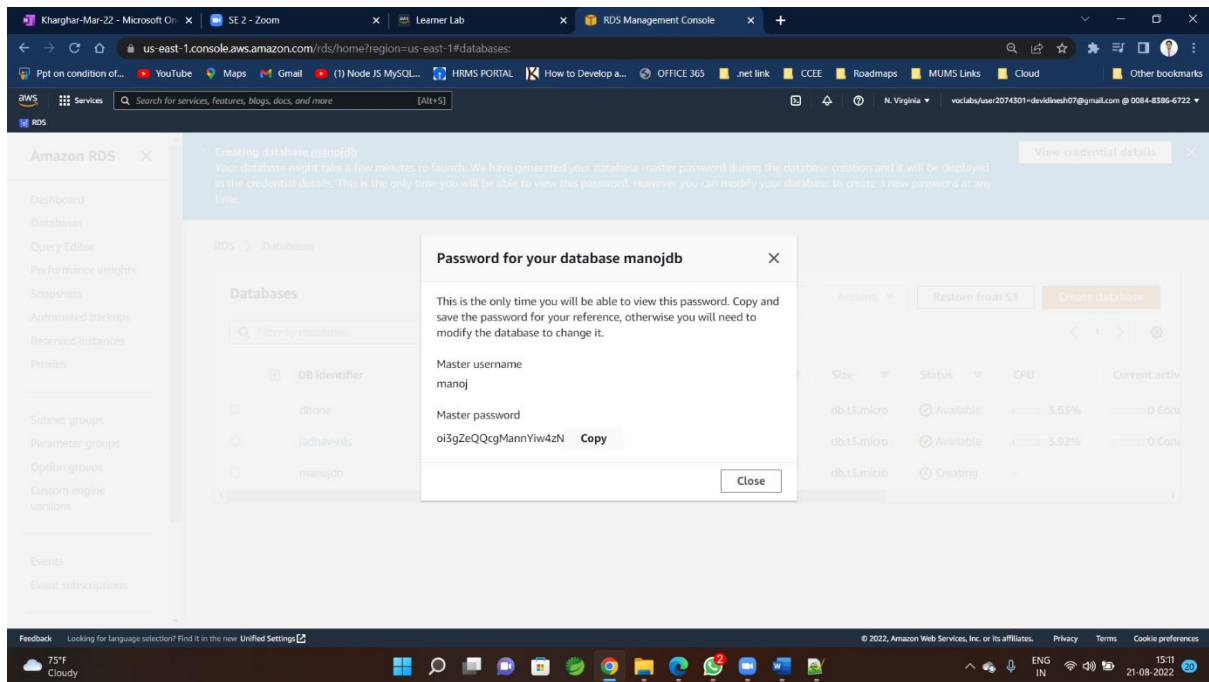 Kharghar-Mar-22 - Microsoft On
SE 2 - Zoom
Learner Lab
RDS Management Console
us-east-1.console.aws.amazon.com/rds/home?region=us-east-1#databases:
Ppt on condition of... YouTube Maps Gmail (1) Node JS MySQL... HRMS PORTAL How to Develop a... OFFICE 365 .net link CCEE Roadmaps MUMS Links Cloud Other bookmarks
aws Services Search for services, features, blogs, docs, and more [Alt+S] N. Virginia voclabs/user2074301=devidinesh07@gmail.com @ 0084-8386-6722
RDS
Amazon RDS
Creating database manojdb
View credential details
Your database might take a few minutes to launch. We have generated your database master password during the database creation and it will be displayed
in the credential details. This is the only time you will be able to view this password. However you can modify your database to create a new password at any
time.
Dashboard
Databases
Query Editor
Performance insights
Snapshots
Automated backups
Reserved instances
Proxies
Subnet groups
Parameter groups
Option groups
Custom engine
versions
Events
Event subscriptions
RDS > Databases
Databases
Actions
Restore from S3
Create database
Filter by databases
1
DB identifier Size Status CPU Current activ
dbone db.t3.micro Available 3.63%
jadhav-rds db.t3.micro Available 3.92%
manojdb db.t3.micro Creating -
Password for your database manojdb
This is the only time you will be able to view this password. Copy and
save the password for your reference, otherwise you will need to
modify the database to change it.
Master username
manoj
Master password
oi3gZeQQcgMannYiw4zN Copy
Close
Feedback Looking for language selection? Find it in the new Unified Settings © 2022, Amazon Web Services, Inc. or its affiliates. Privacy Terms Cookie preferences
75°F
Cloudy
2
ENG
IN
15:11
21-08-2022
20